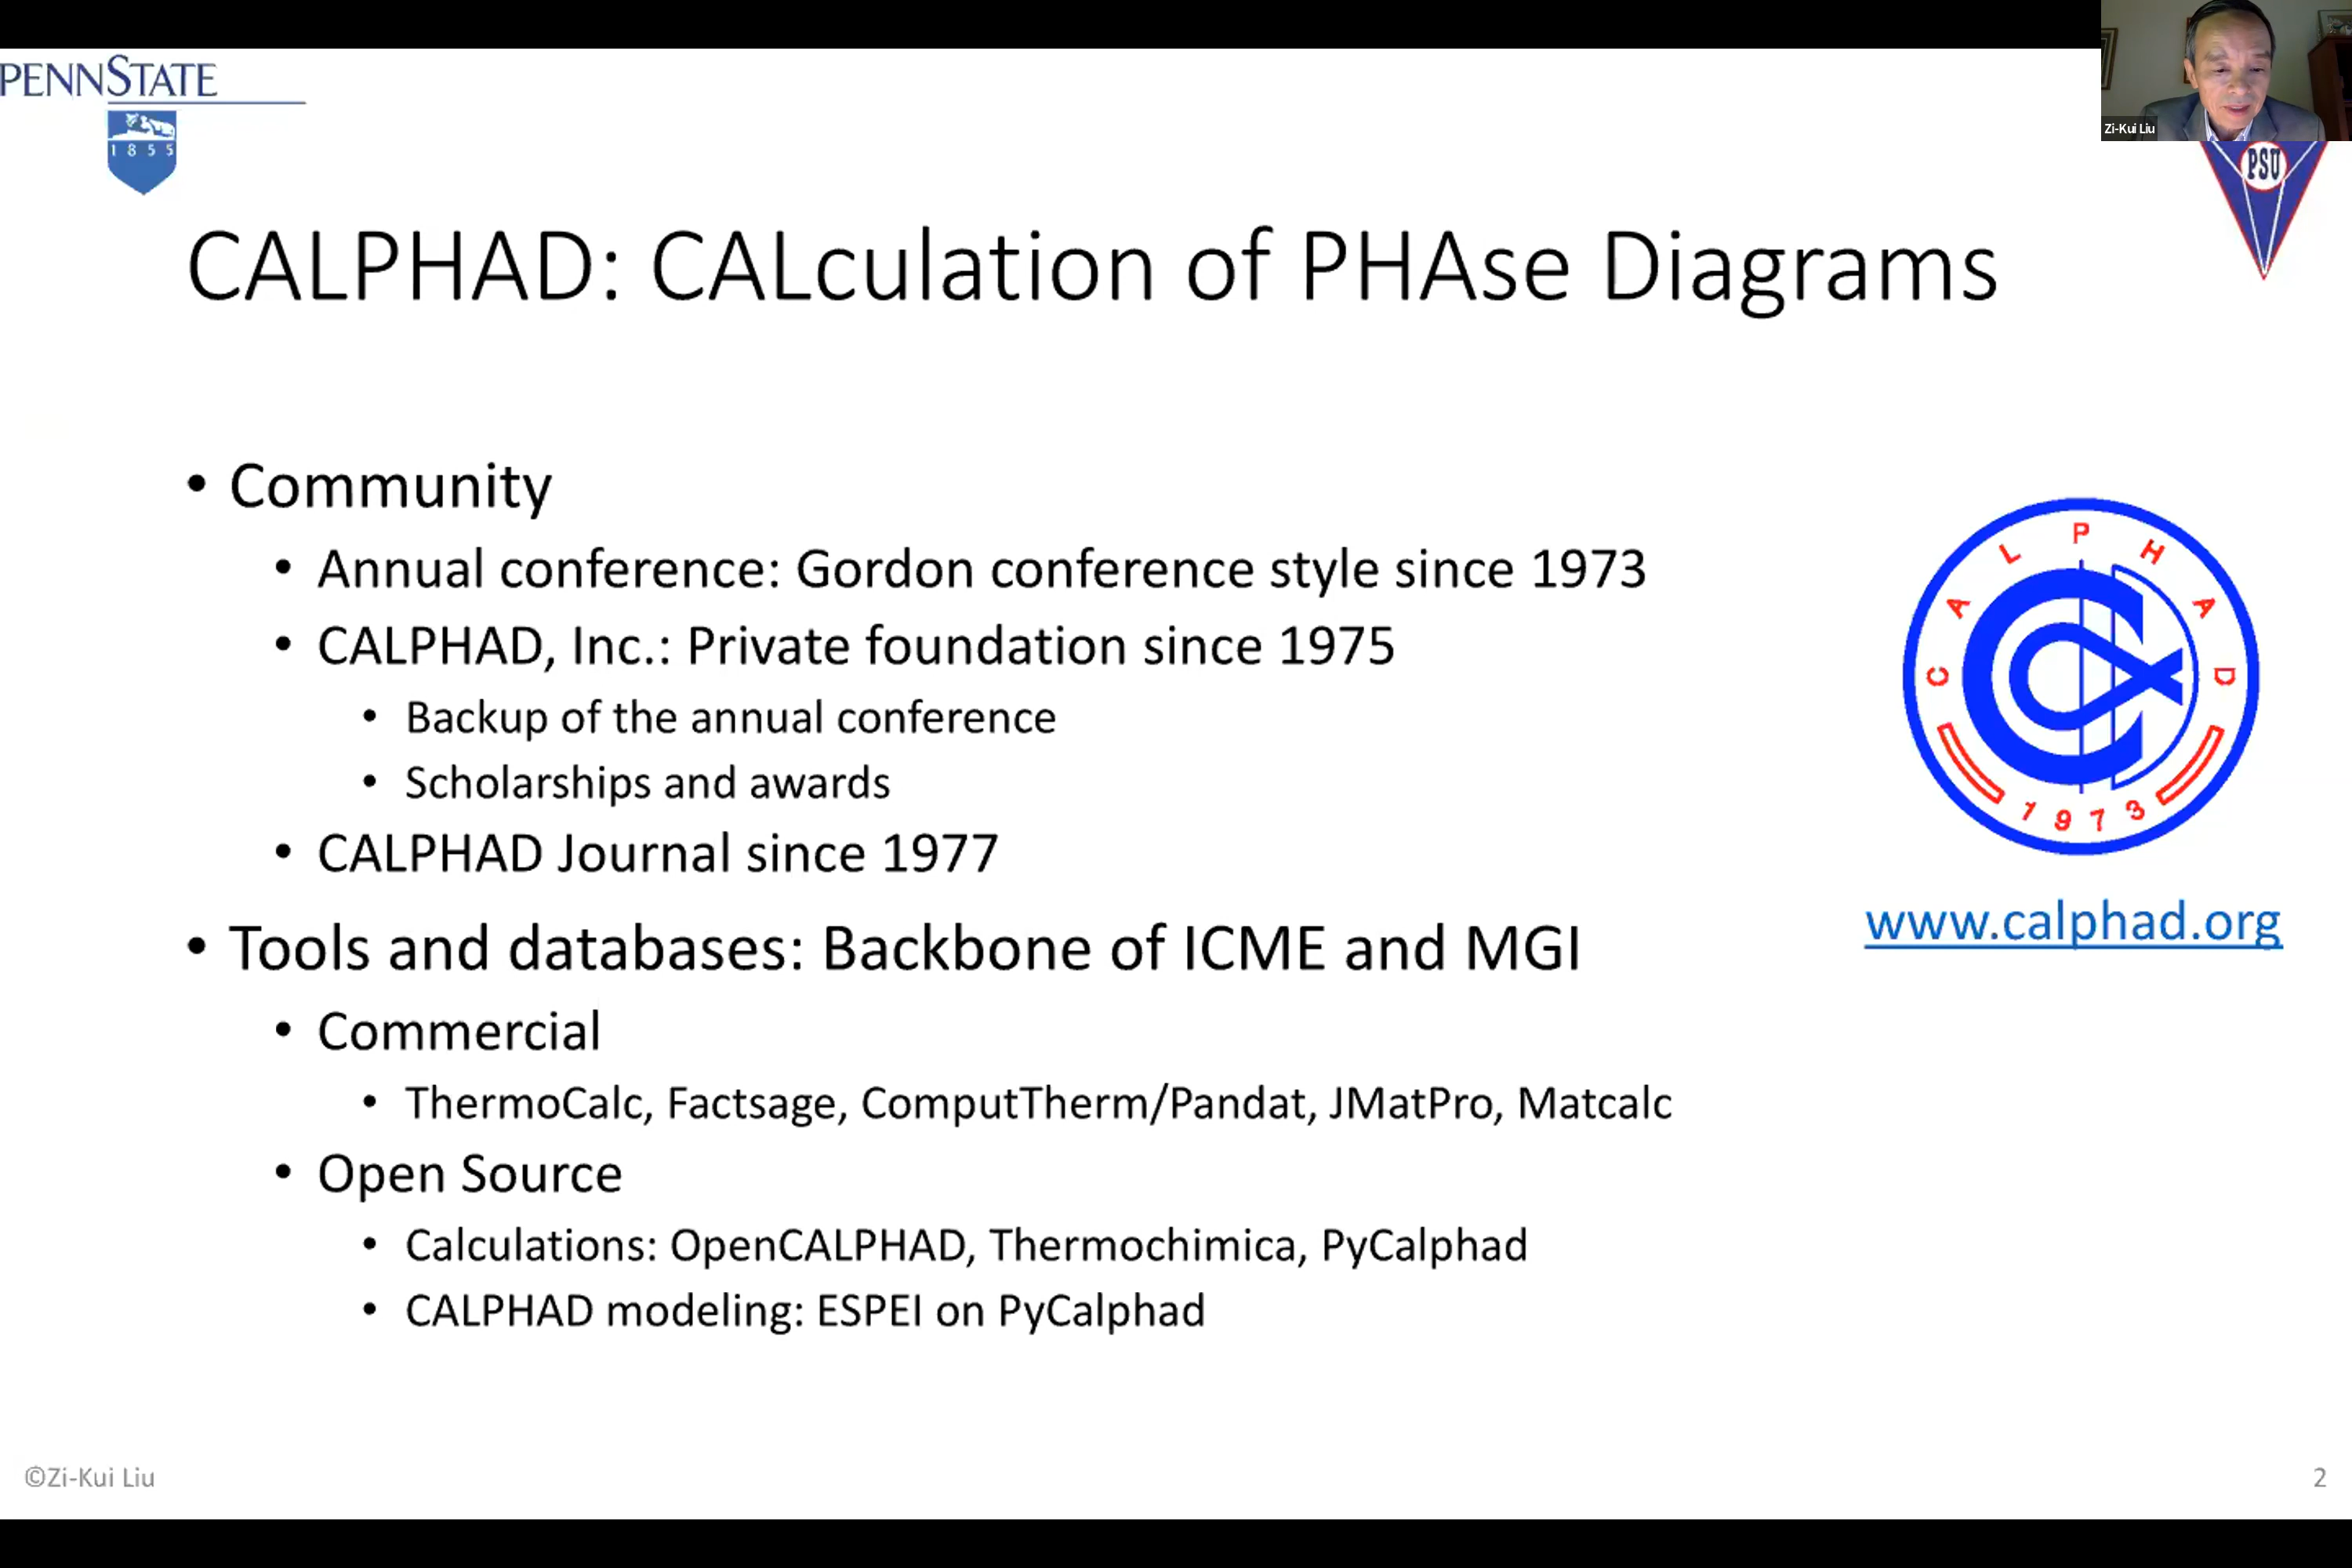 PENNSTATE
1855
Zi-Kui Liu
PSU
CALPHAD: CALculation of PHAse Diagrams
• Community
• Annual conference: Gordon conference style since 1973
• CALPHAD, Inc.: Private foundation since 1975
• Backup of the annual conference
• Scholarships and awards
• CALPHAD Journal since 1977
• Tools and databases: Backbone of ICME and MGI
• Commercial
• ThermoCalc, Factsage, ComputTherm/Pandat, JMatPro, Matcalc
• Open Source
• Calculations: OpenCALPHAD, Thermochimica, PyCalphad
• CALPHAD modeling: ESPEI on PyCalphad
CALPHAD
1973
www.calphad.org
©Zi-Kui Liu
2